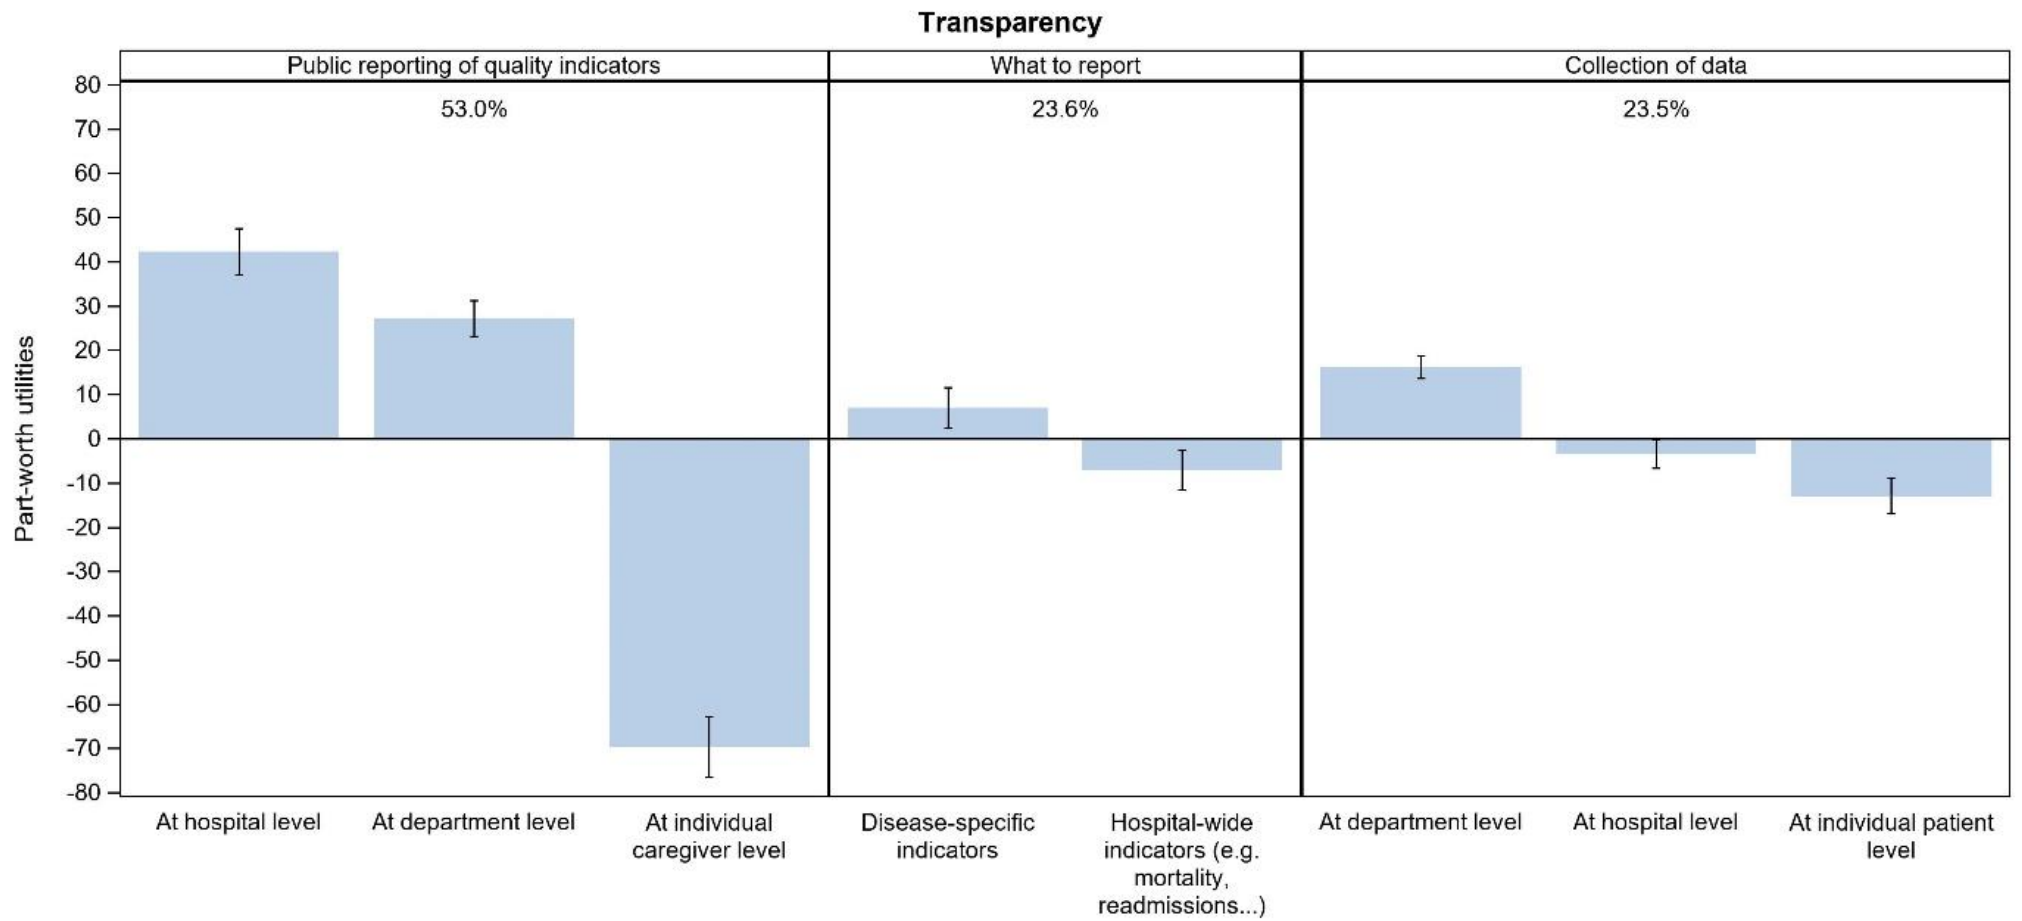 Transparency
Public reporting of quality indicators
What to report
Collection of data
53.0%
23.6%
23.5%
Part-worth utilities
80
70
60
50
40
30
20
10
0
-10
-20
-30
-40
-50
-60
-70
-80
At hospital level
At department level
At individual
caregiver level
Disease-specific
indicators
Hospital-wide
indicators (e.g.
mortality,
readmissions...)
At department level
At hospital level
At individual patient
level